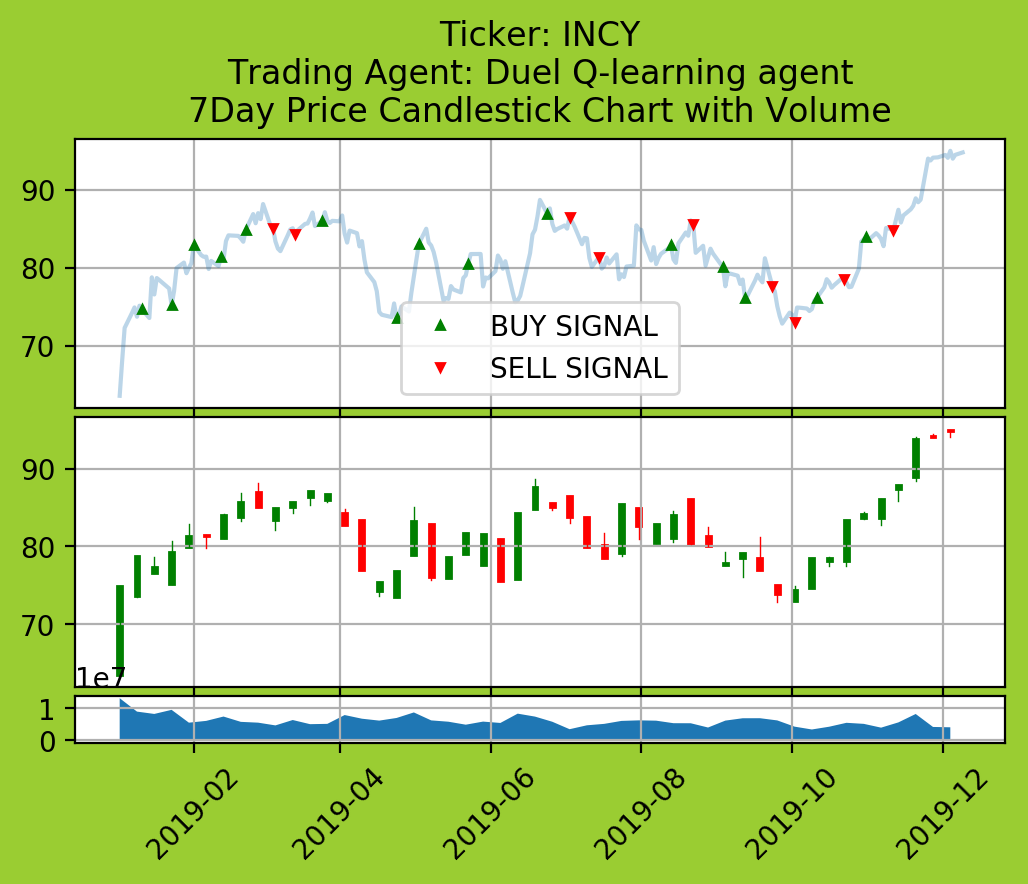 Ticker: INCY
Trading Agent: Duel Q-learning agent
7Day Price Candlestick Chart with Volume
90
80
70
BUY SIGNAL
SELL SIGNAL
90
80
70
1e7
1
0
2019-02
2019-04
2019-06
2019-08
2019-10
2019-12